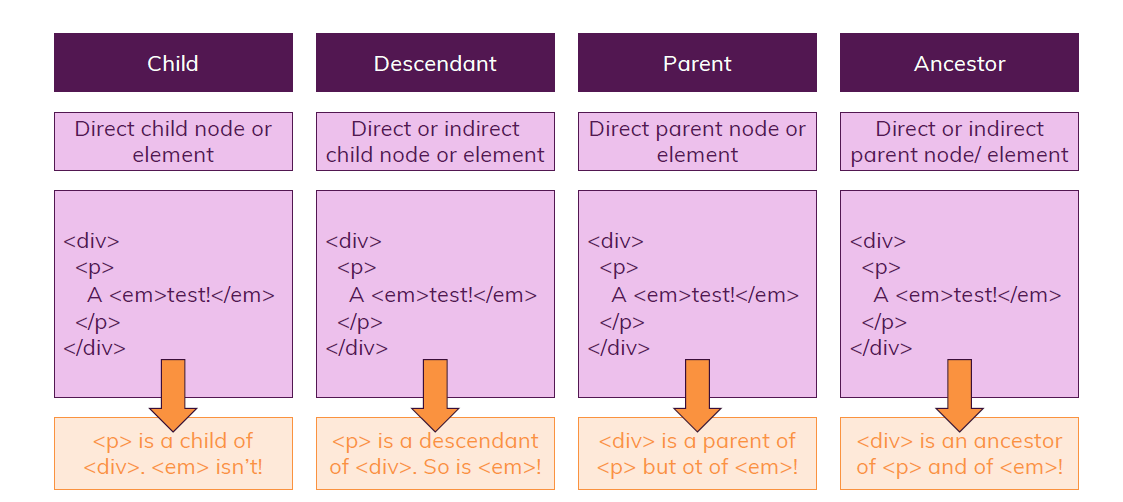 Child
Descendant
Parent
Ancestor
Direct child node or
element
Direct or indirect
child node or element
Direct parent node or
element
Direct or indirect
parent node/ element
<div>
<p>
A <em>test!</em>
</p>
</div>
<div>
<p>
A <em>test!</em>
</p>
</div>
<div>
<p>
A <em>test!</em>
</p>
</div>
<div>
<p>
A <em>test!</em>
</p>
</div>
<p> is a child of
<div>. <em> isn't!
<p> is a descendant
of <div>. So is <em>!
<div> is a parent of
<p> but ot of <em>!
<div> is an ancestor
of <p> and of <em>!